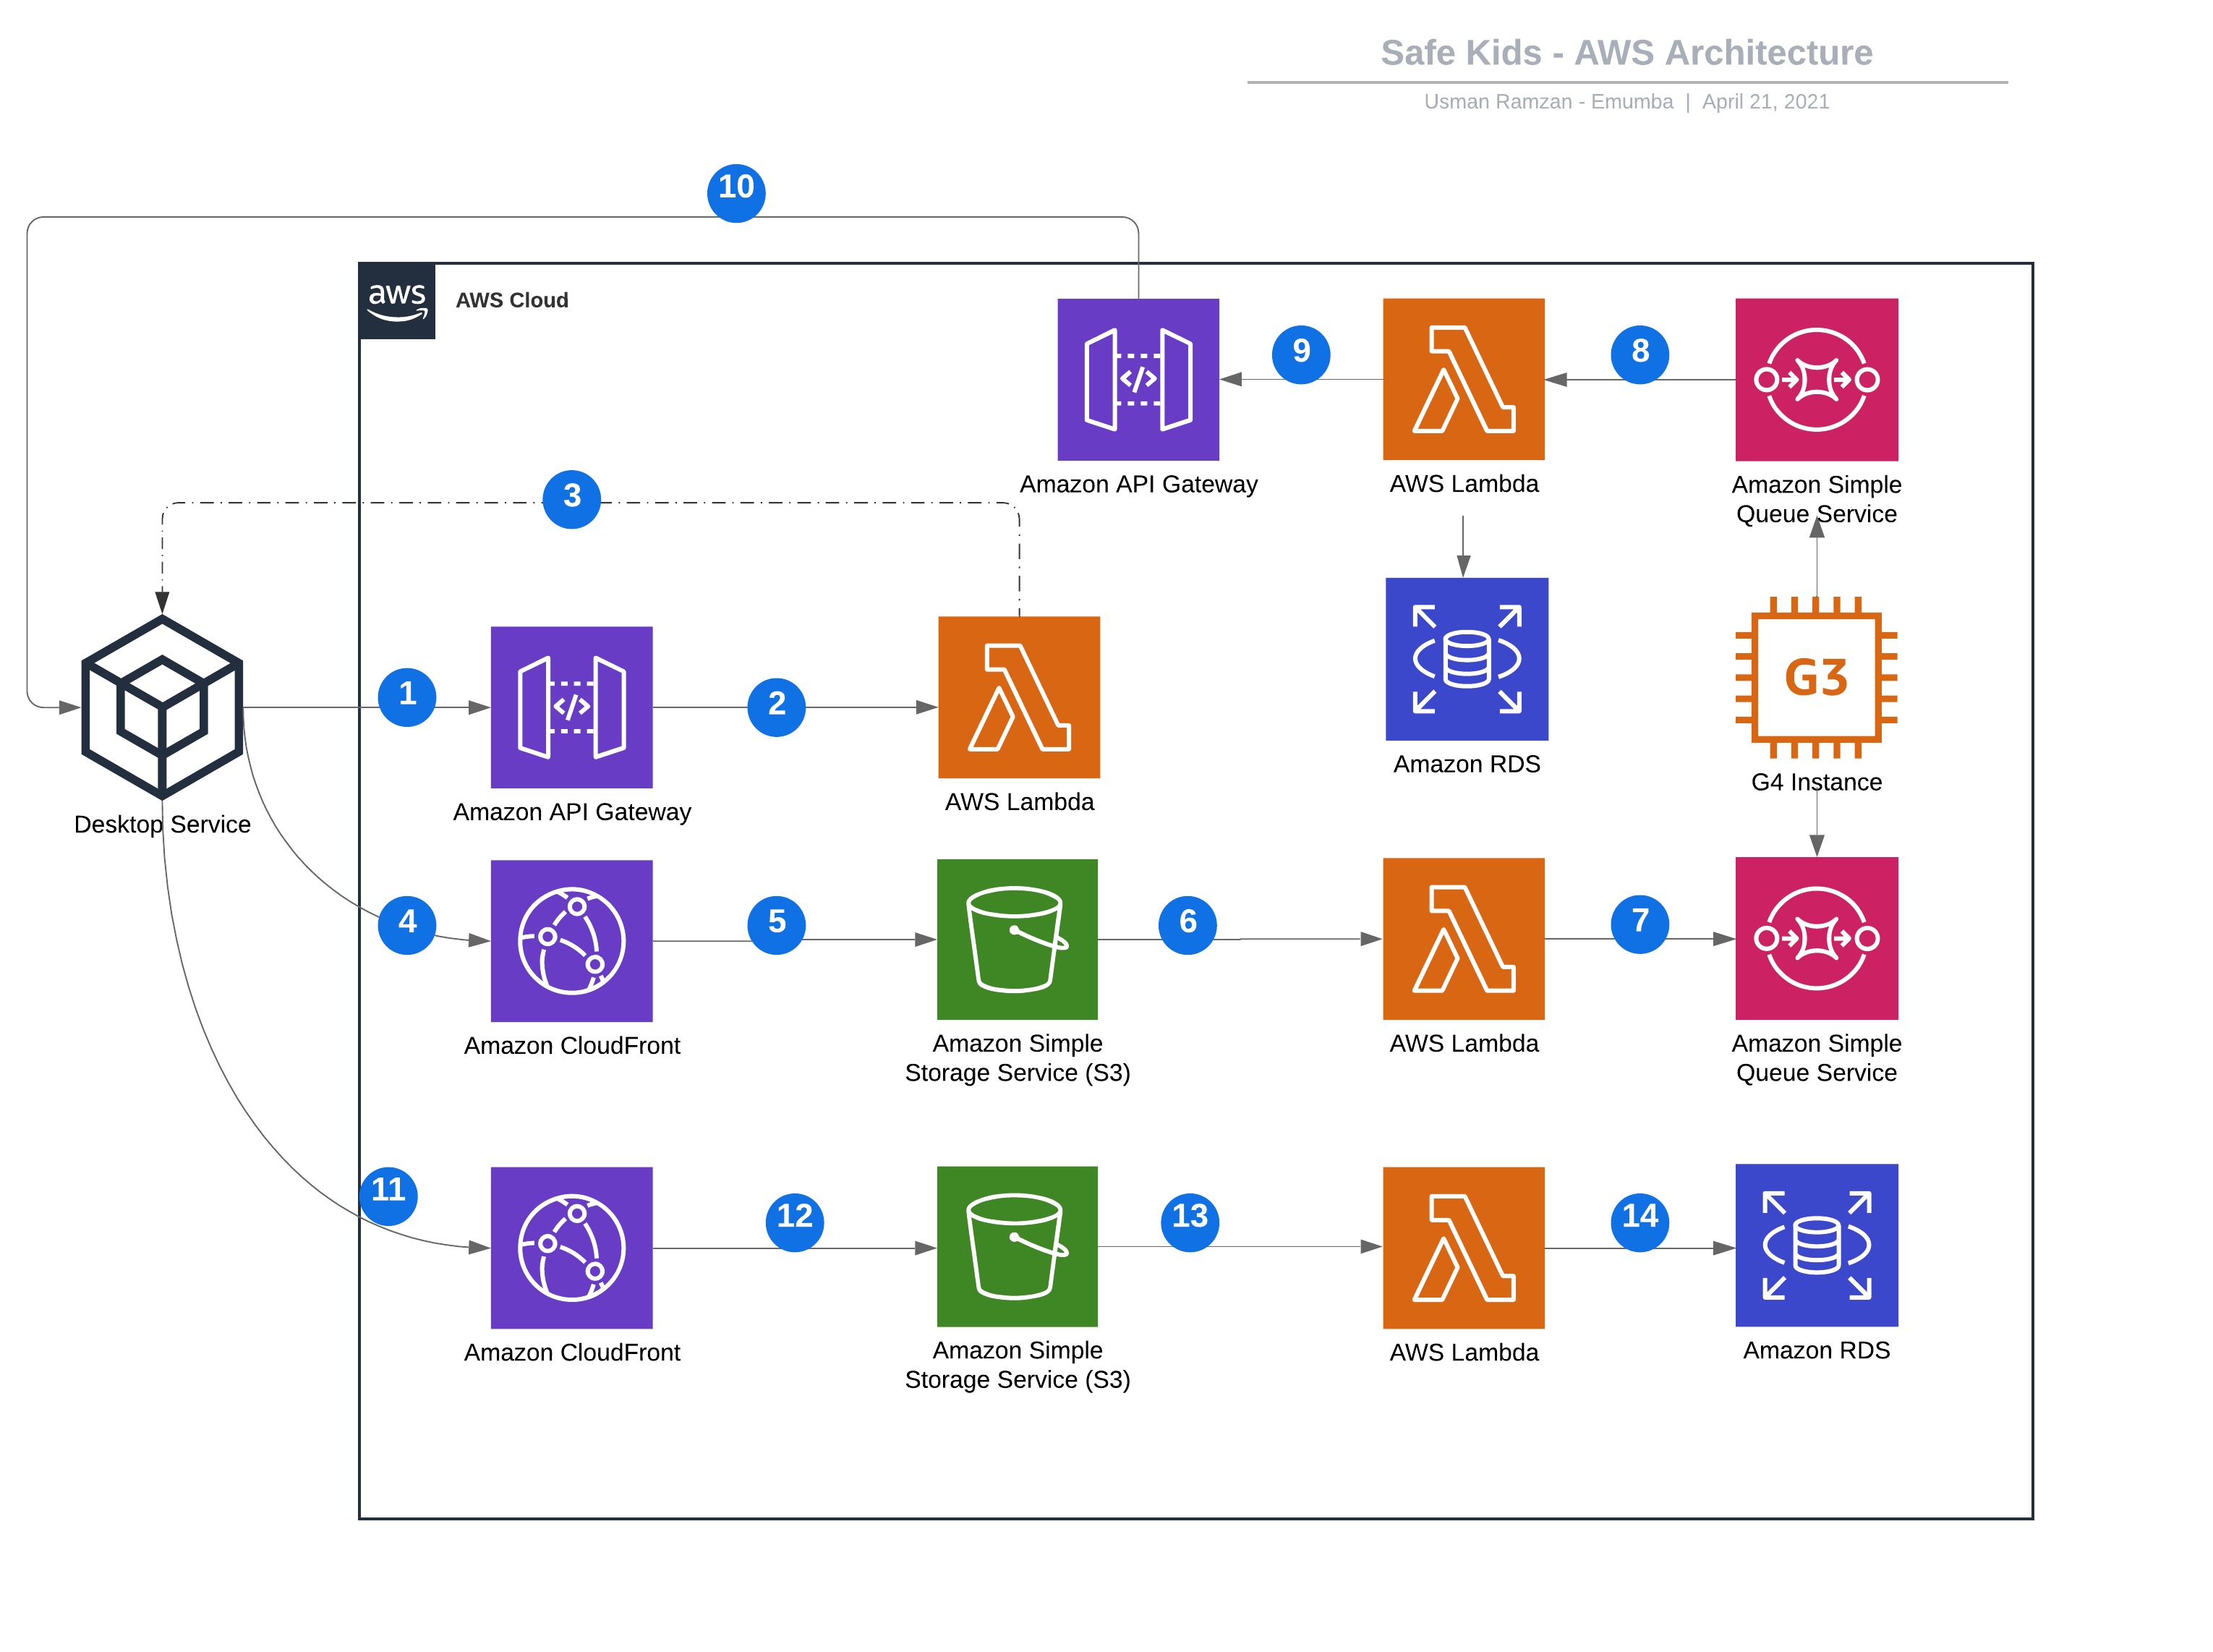 Safe Kids - AWS Architecture
Usman Ramzan - Emumba | April 21, 2021
10
aws
AWS Cloud
9
8
Amazon API Gateway
AWS Lambda
Amazon Simple
Queue Service
3
1
2
G3
Amazon RDS
G4 Instance
Desktop Service
Amazon API Gateway
AWS Lambda
4
5
6
7
Amazon CloudFront
Amazon Simple
Storage Service (S3)
AWS Lambda
Amazon Simple
Queue Service
11
12
13
14
Amazon CloudFront
Amazon Simple
Storage Service (S3)
AWS Lambda
Amazon RDS